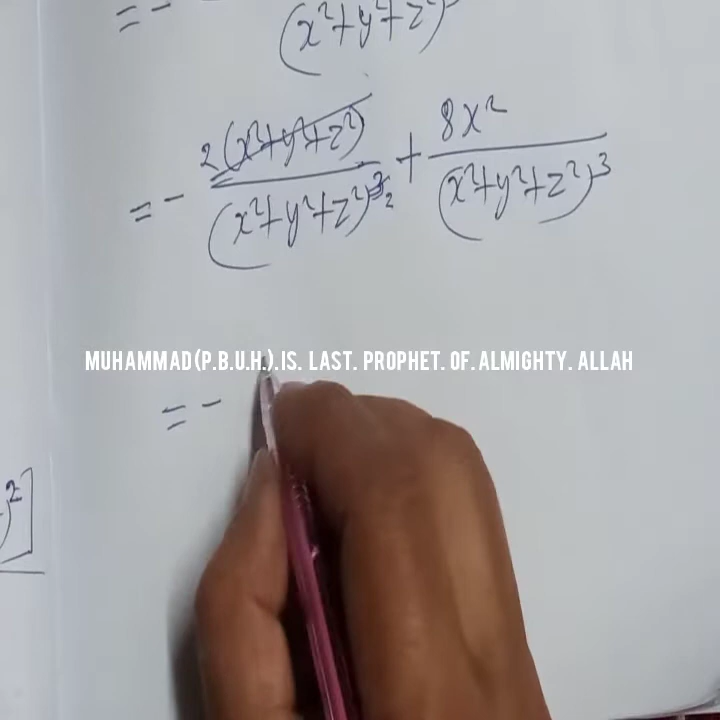 = - (x²+y²+z²)
= - 2(x²+y²+z²) / (x²+y²+z²)³2 + 8x² / (x²+y²+z²)³
MUHAMMAD(P.B.U.H.).IS. LAST. PROPHET. OF. ALMIGHTY. ALLAH
= -
)²]